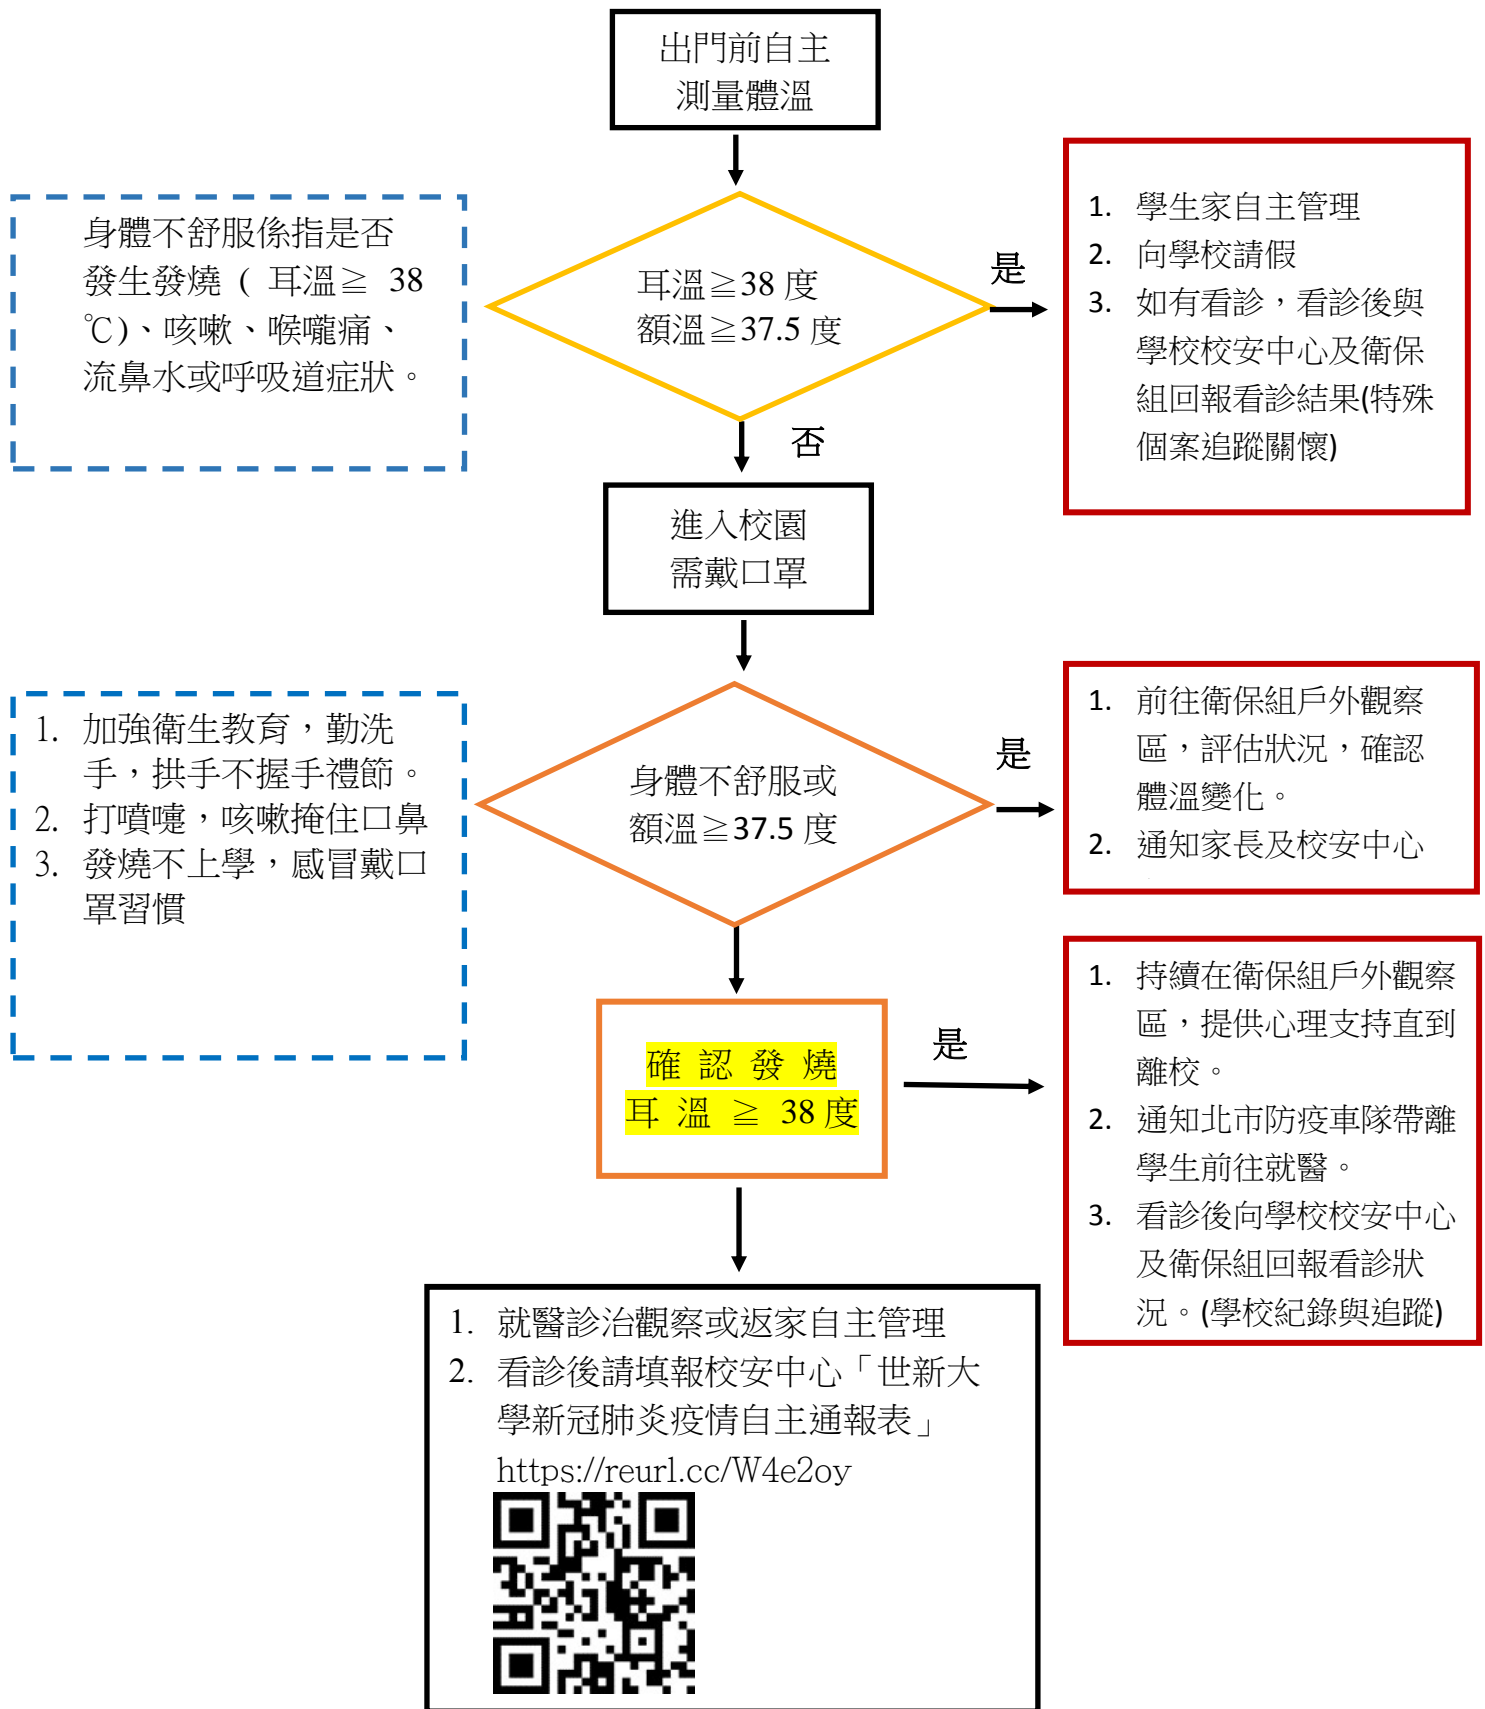 出門前自主
測量體溫
身體不舒服係指是否
發生發燒 ( 耳溫≧ 38
℃)、咳嗽、喉嚨痛、
流鼻水或呼吸道症狀。
耳溫≧38 度
額溫≧37.5 度
是
1. 學生家自主管理
2. 向學校請假
3. 如有看診，看診後與
學校校安中心及衛保
組回報看診結果(特殊
個案追蹤關懷)
否
進入校園
需戴口罩
1. 加強衛生教育，勤洗
手，拱手不握手禮節。
2. 打噴嚏，咳嗽掩住口鼻
3. 發燒不上學，感冒戴口
罩習慣
身體不舒服或
額溫≧37.5 度
是
1. 前往衛保組戶外觀察
區，評估狀況，確認
體溫變化。
2. 通知家長及校安中心
確 認 發 燒
耳 溫 ≧ 38度
是
1. 持續在衛保組戶外觀察
區，提供心理支持直到
離校。
2. 通知北市防疫車隊帶離
學生前往就醫。
3. 看診後向學校校安中心
及衛保組回報看診狀
況。(學校紀錄與追蹤)
1. 就醫診治觀察或返家自主管理
2. 看診後請填報校安中心「世新大
學新冠肺炎疫情自主通報表」
https://reurl.cc/W4e2oy